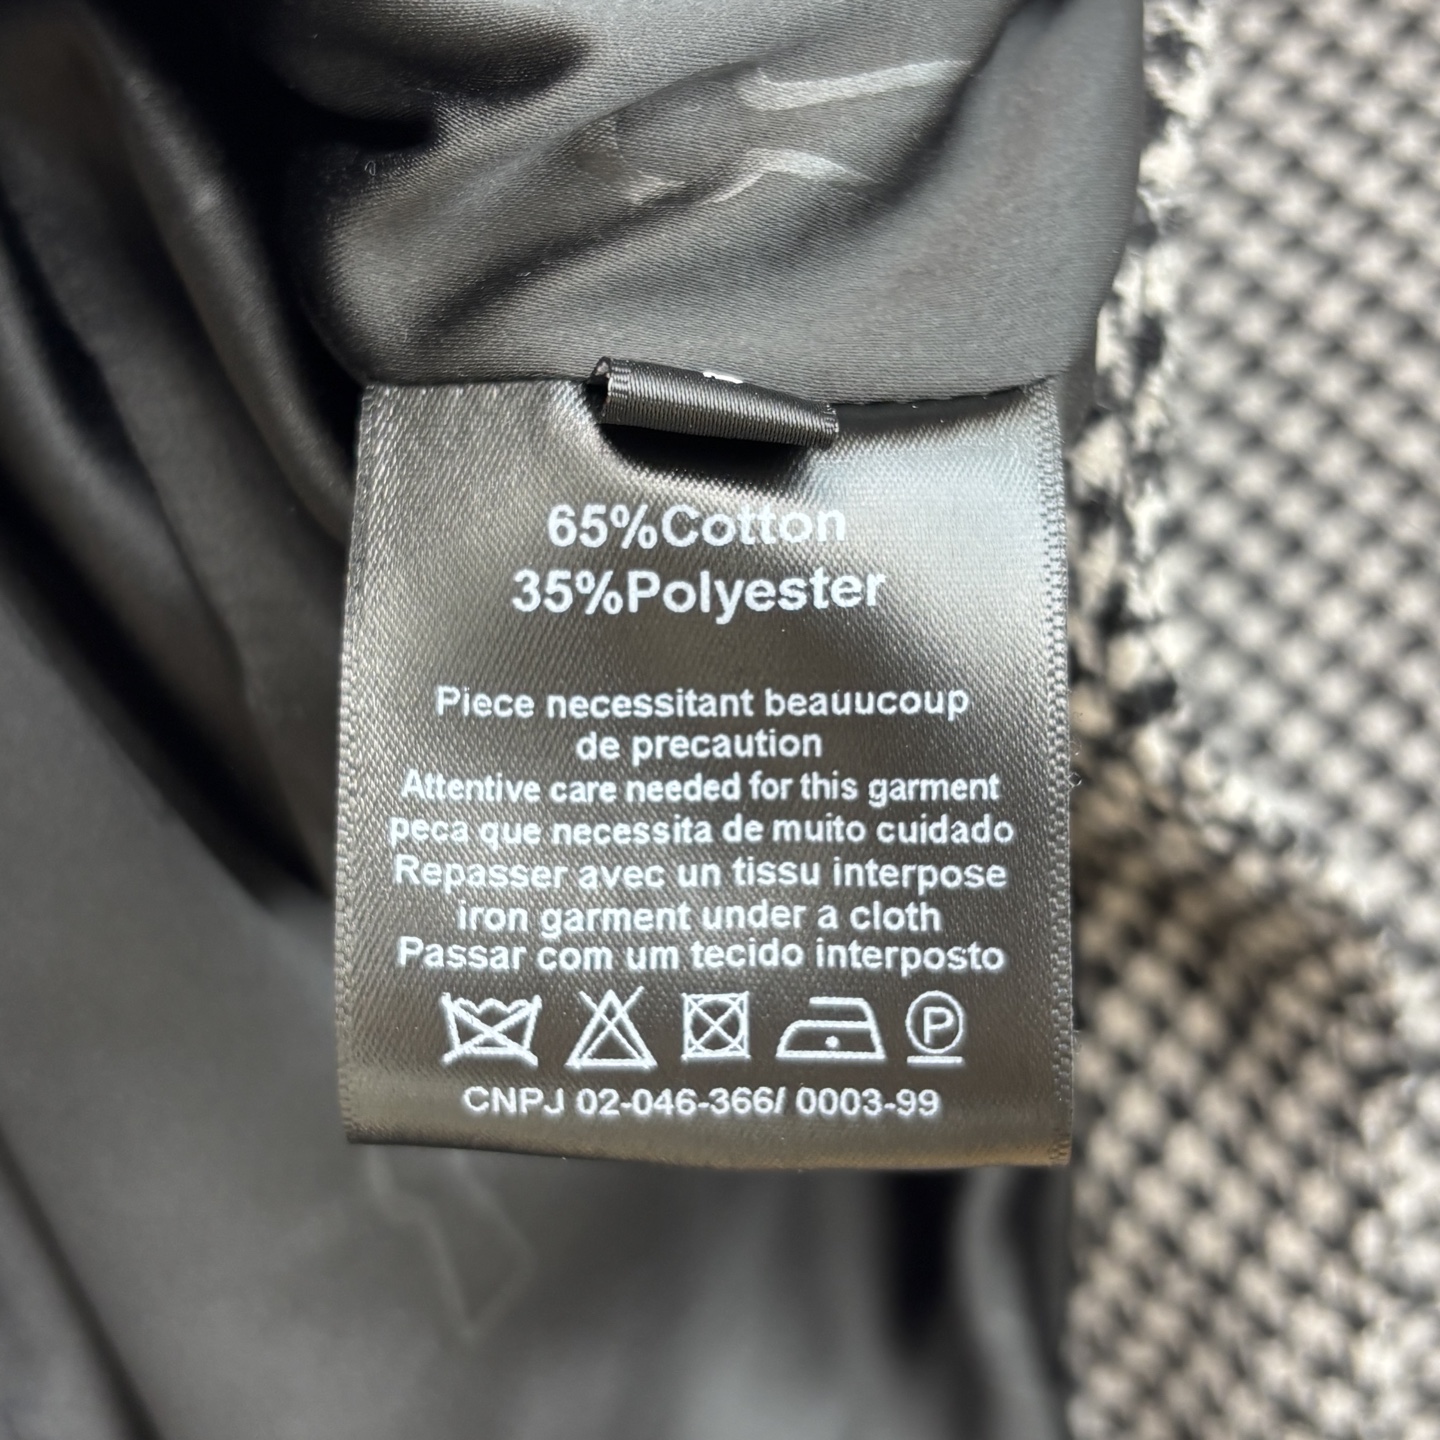 65%Cotton
35%Polyester
Piece necessitant beauucoup
de precaution
Attentive care needed for this garment
peca que necessita de muito cuidado
Repasser avec un tissu interpose
iron garment under a cloth
Passar com um tecido interposto
P
CNPJ 02-046-366/ 0003-99